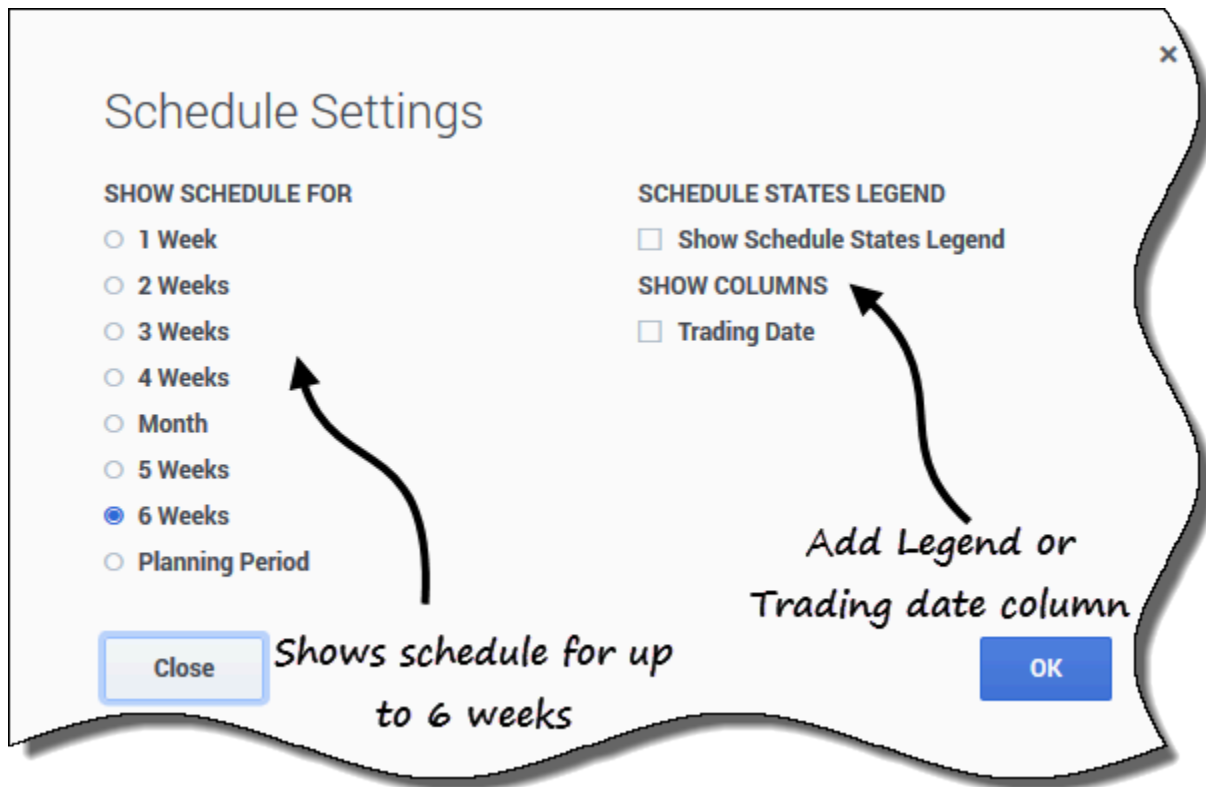 ×
Schedule Settings
SHOW SCHEDULE FOR
1 Week
2 Weeks
3 Weeks
4 Weeks
Month
5 Weeks
6 Weeks
Planning Period
SCHEDULE STATES LEGEND
Show Schedule States Legend
SHOW COLUMNS
Trading Date
Add Legend or
Trading date column
Shows schedule for up
to 6 weeks
Close
OK